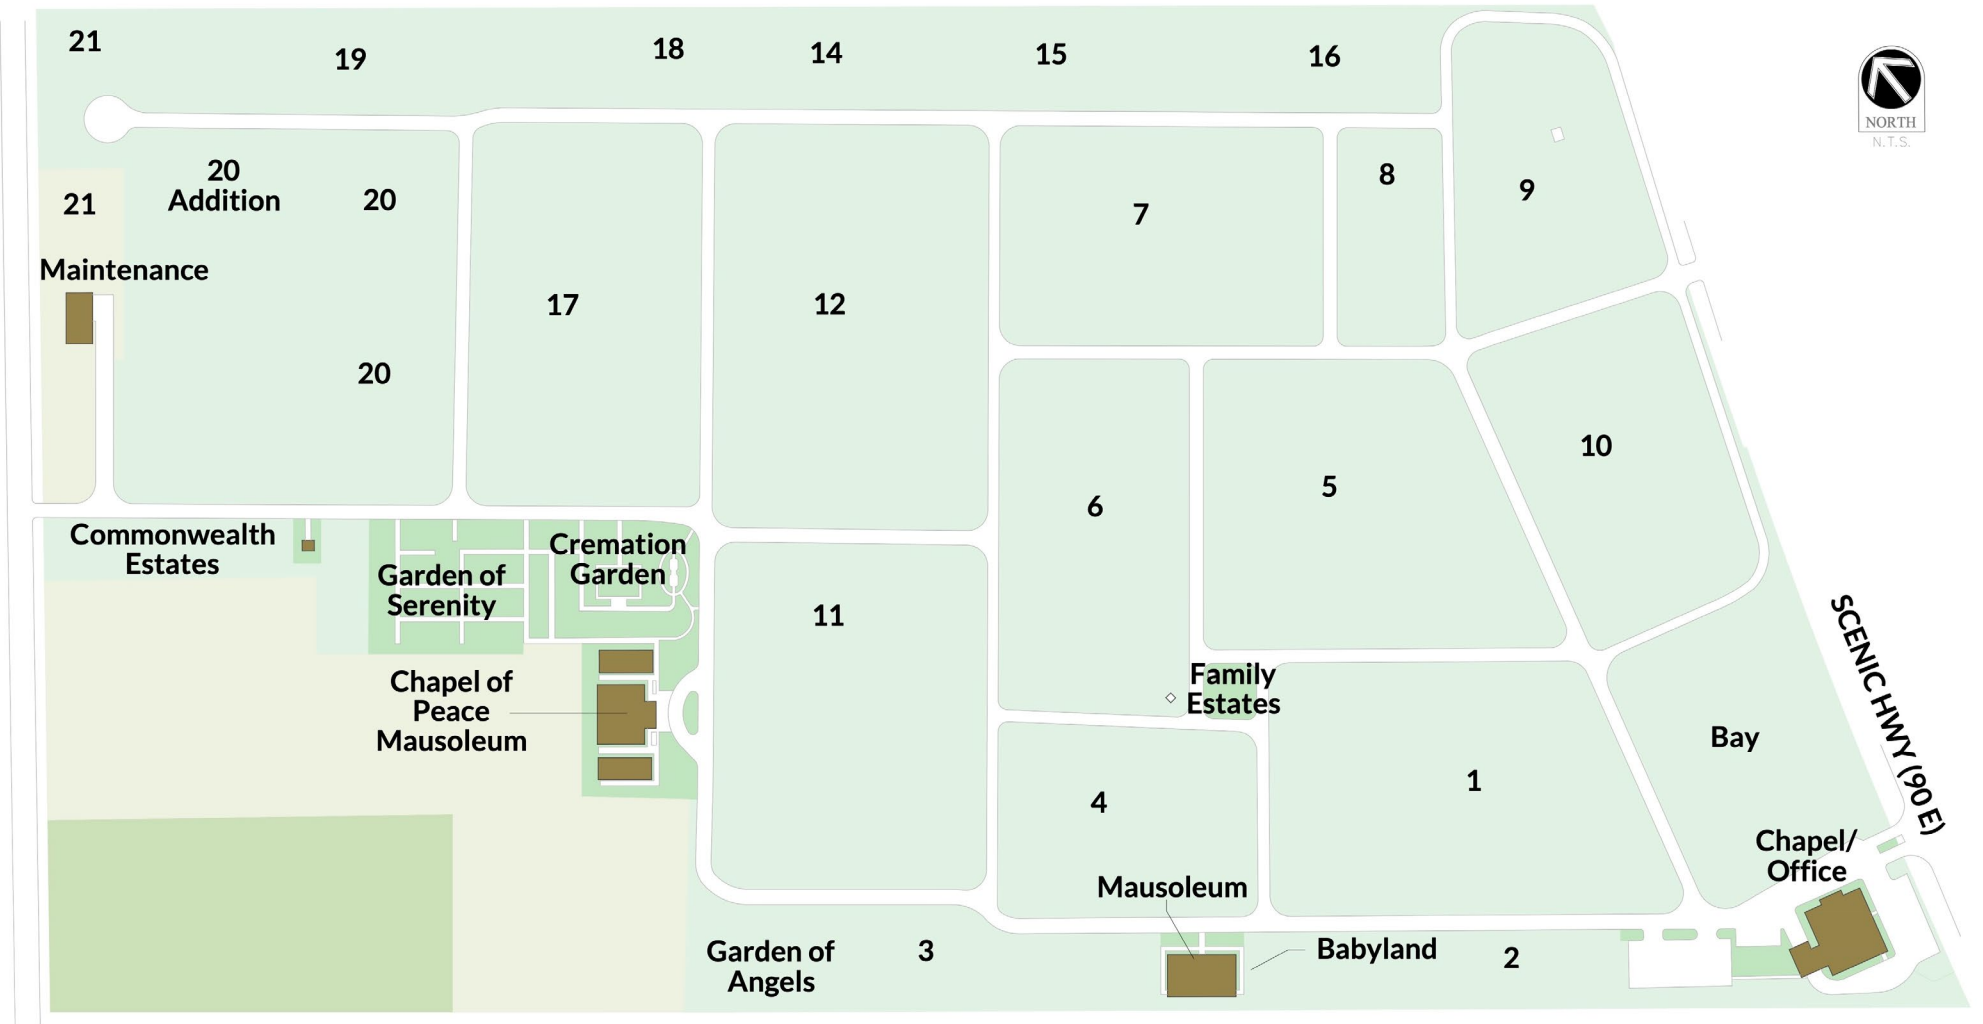 21
19
18
14
15
16
NORTH
N.T.S.
20
Addition
20
21
8
9
7
Maintenance
17
12
20
10
5
6
Commonwealth
Estates
Garden of
Serenity
Cremation
Garden
11
SCENIC HWY (90 E)
Family
Estates
Chapel of
Peace
Mausoleum
Bay
1
4
Chapel/
Office
Mausoleum
Garden of
Angels
3
Babyland
2